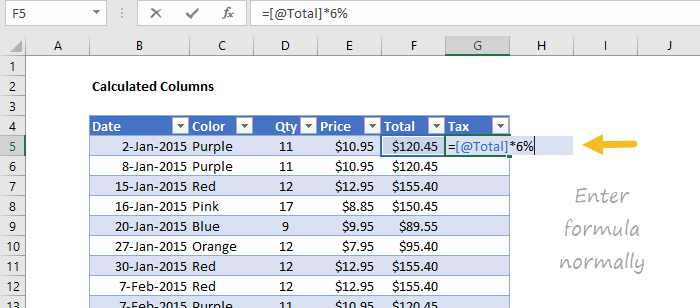 F5 fx =[@Total]*6%
A B C D E F G H I J
1
2 Calculated Columns
3
4 Date Color Qty Price Total Tax
5 2-Jan-2015 Purple 11 $10.95 $120.45 =[@Total]*6%
6 8-Jan-2015 Purple 11 $10.95 $120.45
7 15-Jan-2015 Red 12 $12.95 $155.40
8 16-Jan-2015 Pink 17 $8.85 $150.45
9 20-Jan-2015 Blue 9 $9.95 $89.55
10 27-Jan-2015 Orange 12 $7.95 $95.40
11 30-Jan-2015 Red 12 $12.95 $155.40
12 7-Feb-2015 Red 12 $12.95 $155.40
13 7-Feb-2015 Purple 11 $10.95 $120.45
Enter
formula
normally